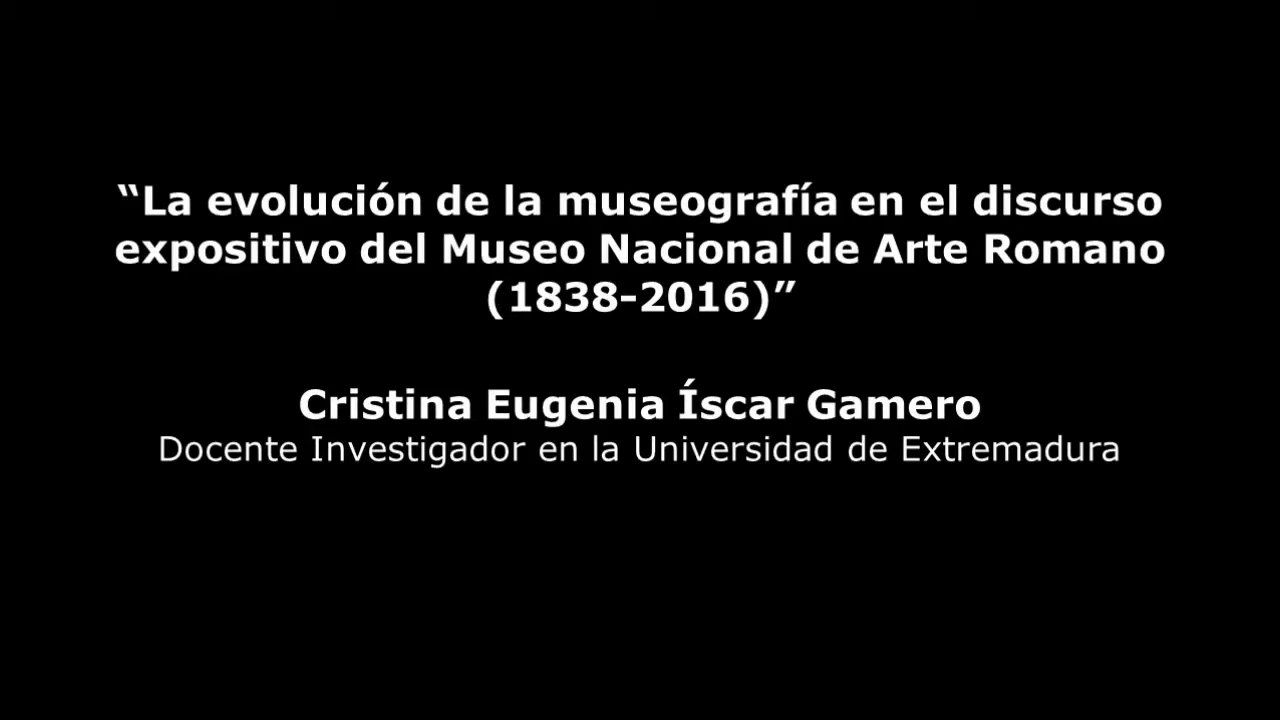 “La evolución de la museografía en el discurso
expositivo del Museo Nacional de Arte Romano
(1838-2016)”
Cristina Eugenia Íscar Gamero
Docente Investigador en la Universidad de Extremadura